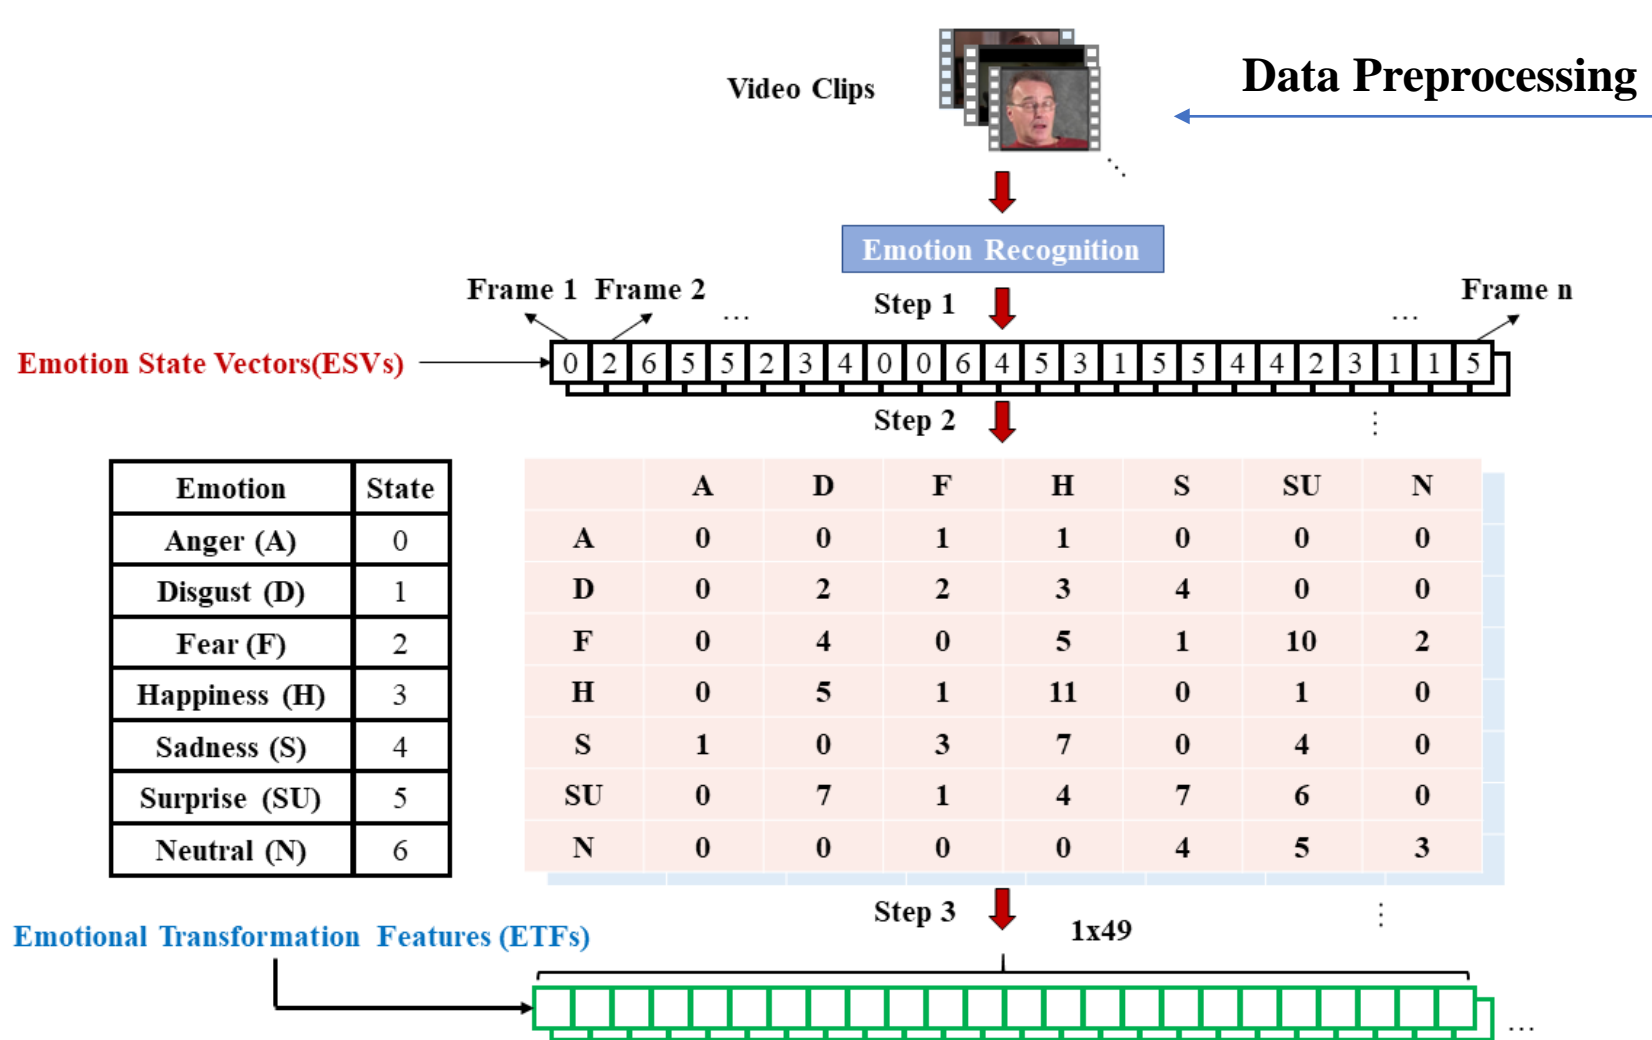 Data Preprocessing
Video Clips
Emotion Recognition
Frame 1 Frame 2 ... ... Frame n
Step 1
Emotion State Vectors(ESVs)
0 2 6 5 5 2 3 4 0 0 6 4 5 3 1 5 5 4 4 2 3 1 1 5
Step 2
Emotion State
Anger (A) 0
Disgust (D) 1
Fear (F) 2
Happiness (H) 3
Sadness (S) 4
Surprise (SU) 5
Neutral (N) 6
A D F H S SU N
A 0 0 1 1 0 0 0
D 0 2 2 3 4 0 0
F 0 4 0 5 1 10 2
H 0 5 1 11 0 1 0
S 1 0 3 7 0 4 0
SU 0 7 1 4 7 6 0
N 0 0 0 0 4 5 3
Step 3
1x49
Emotional Transformation Features (ETFs)
...